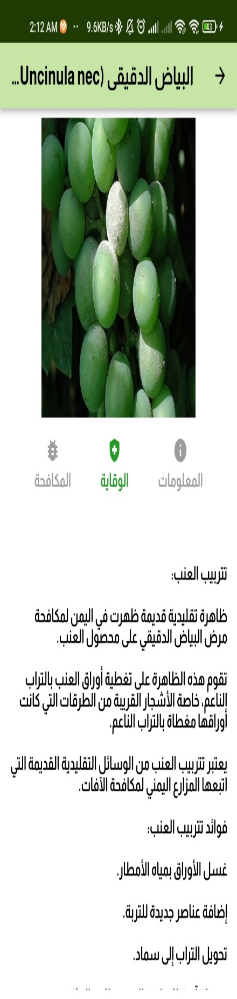 2:12 AM 9.6KB/s 43
البياض الدقيقى (Uncinula nec...
المعلومات الوقاية المكافحة
تتريب العنب:
ظاهرة تقليدية قديمة ظهرت في اليمن لمكافحة
مرض البياض الدقيقي على محصول العنب.
تقوم هذه الظاهرة على تغطية أوراق العنب بالتراب
الناعم، خاصة الأشجار القريبة من الطرقات التي كانت
أوراقها مغطاة بالتراب الناعم.
يعتبر تتريب العنب من الوسائل التقليدية القديمة التي
اتبعها المزارع اليمني لمكافحة الآفات.
فوائد تتريب العنب:
غسل الأوراق بمياه الأمطار.
إضافة عناصر جديدة للتربة.
تحويل التراب إلى سماد.